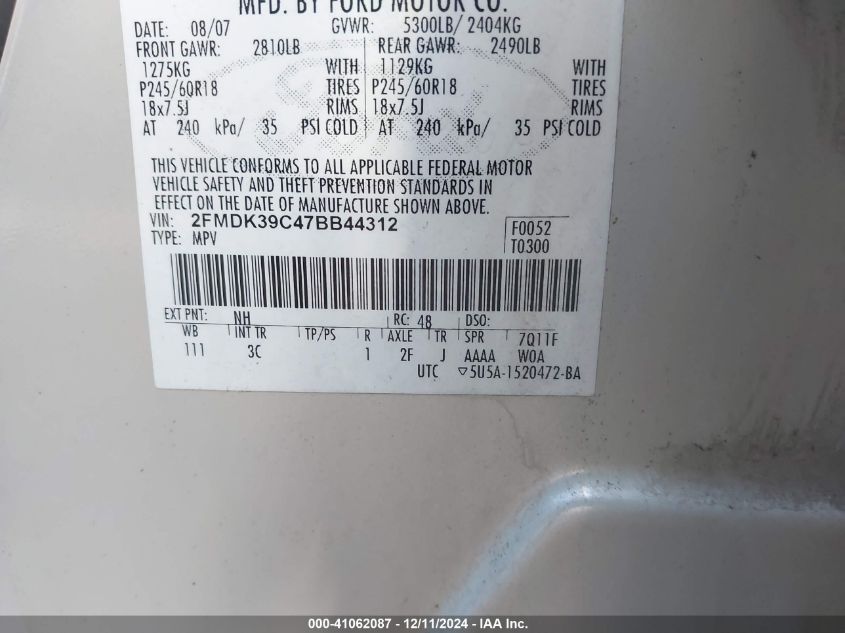 MFD. BY FORD MOTOR CO.
DATE: 08/07 GVWR: 5300LB/ 2404KG
FRONT GAWR: 2810LB REAR GAWR: 2490LB
1275KG WITH 1129KG WITH
P245/60R18 TIRES P245/60R18 TIRES
18x7.5J RIMS 18x7.5J RIMS
AT 240 kPa/ 35 PSI COLD AT 240 kPa/ 35 PSI COLD
THIS VEHICLE CONFORMS TO ALL APPLICABLE FEDERAL MOTOR
VEHICLE SAFETY AND THEFT PREVENTION STANDARDS IN
EFFECT ON THE DATE OF MANUFACTURE SHOWN ABOVE.
VIN: 2FMDK39C47BB44312 F0052
TYPE: MPV T0300
EXT PNT: NH RC: 48 DSO:
WB INT TR TP/PS R AXLE TR SPR 7Q11F
111 3C 1 2F J AAAA WOA
UTC ▽5U5A-1520472-BA
000-41062087 - 12/11/2024 - IAA Inc.